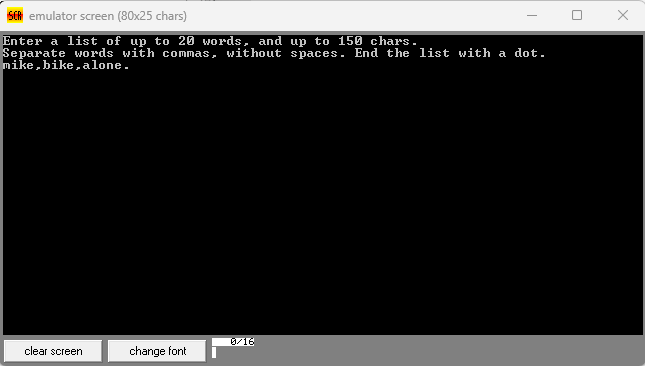 SCR emulator screen (80x25 chars)
Enter a list of up to 20 words, and up to 150 chars.
Separate words with commas, without spaces. End the list with a dot.
mike,bike,alone.
clear screen change font 0/16